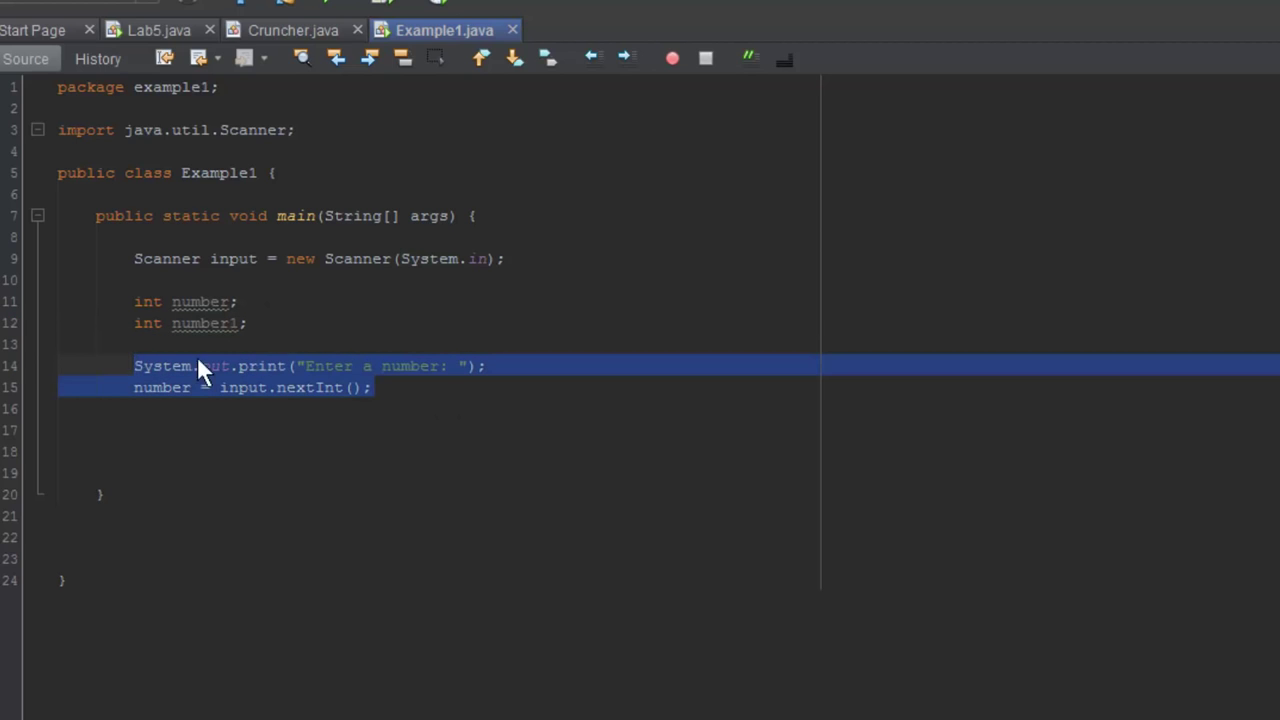 Start Page Lab5.java Cruncher.java Example1.java
Source History
1 package example1;
2
3 import java.util.Scanner;
4
5 public class Example1 {
6
7 public static void main(String[] args) {
8
9 Scanner input = new Scanner(System.in);
10
11 int number;
12 int number1;
13
14 System.out.print("Enter a number: ");
15 number = input.nextInt();
16
17
18
19
20 }
21
22
23
24 }